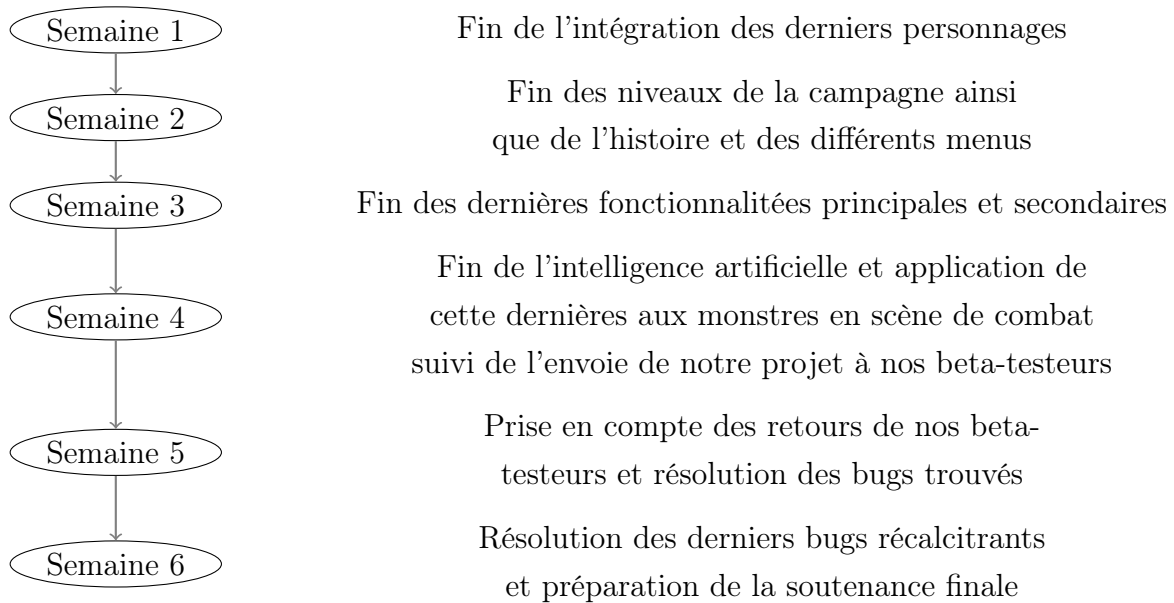 Semaine 1
Fin de l'intégration des derniers personnages
Semaine 2
Fin des niveaux de la campagne ainsi
que de l'histoire et des différents menus
Semaine 3
Fin des dernières fonctionnalitées principales et secondaires
Semaine 4
Fin de l'intelligence artificielle et application de
cette dernières aux monstres en scène de combat
suivi de l'envoie de notre projet à nos beta-testeurs
Semaine 5
Prise en compte des retours de nos beta-
testeurs et résolution des bugs trouvés
Semaine 6
Résolution des derniers bugs récalcitrants
et préparation de la soutenance finale